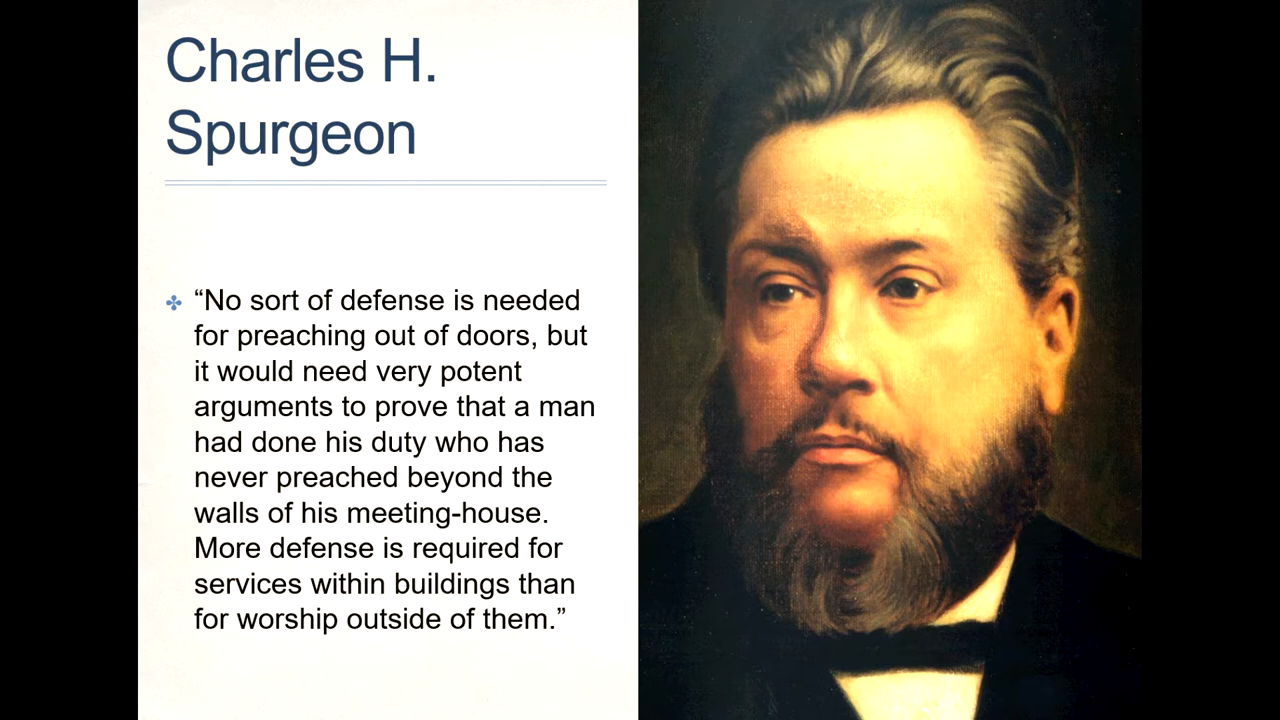 Charles H.
Spurgeon
“No sort of defense is needed
for preaching out of doors, but
it would need very potent
arguments to prove that a man
had done his duty who has
never preached beyond the
walls of his meeting-house.
More defense is required for
services within buildings than
for worship outside of them.”